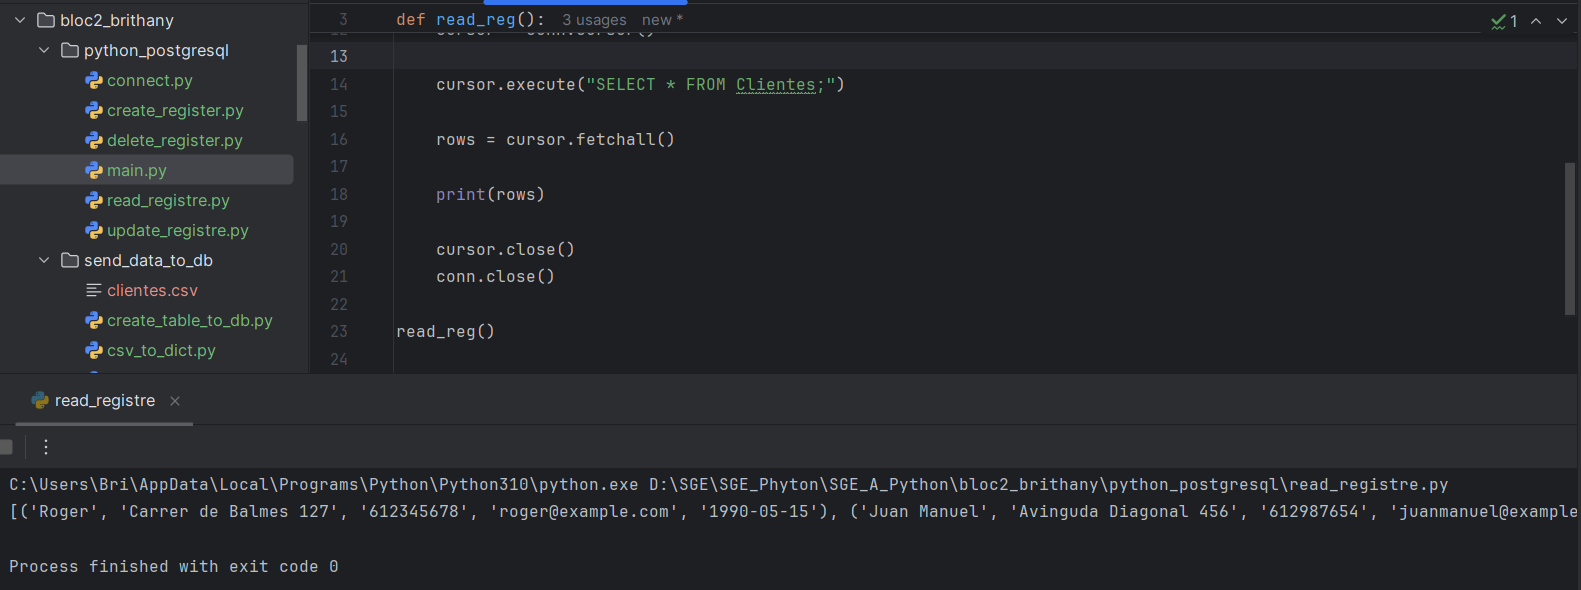 bloc2_brithany
python_postgresql
connect.py
create_register.py
delete_register.py
main.py
read_registre.py
update_registre.py
send_data_to_db
clientes.csv
create_table_to_db.py
csv_to_dict.py
3 def read_reg(): 3 usages new *
1
13
14 cursor.execute("SELECT * FROM Clientes;")
15
16 rows = cursor.fetchall()
17
18 print(rows)
19
20 cursor.close()
21 conn.close()
22
23 read_reg()
24
read_registre
C:\Users\Bri\AppData\Local\Programs\Python\Python310\python.exe D:\SGE\SGE_Phyton\SGE_A_Python\bloc2_brithany\python_postgresql\read_registre.py
[('Roger', 'Carrer de Balmes 127', '612345678', 'roger@example.com', '1990-05-15'), ('Juan Manuel', 'Avinguda Diagonal 456', '612987654', 'juanmanuel@example
Process finished with exit code 0